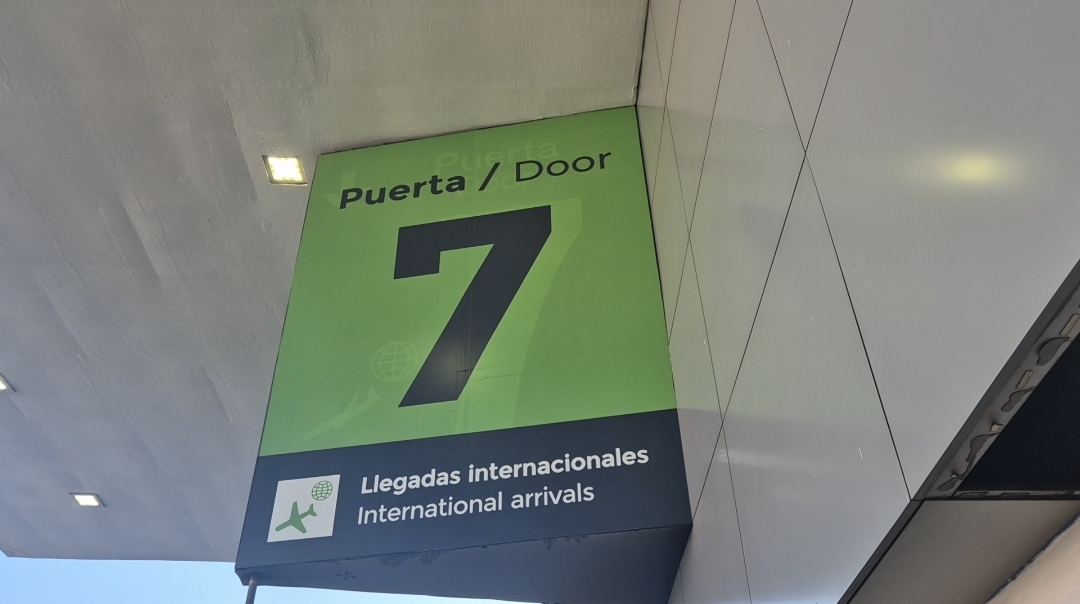 Puerta / Door
7
Llegadas internacionales
International arrivals